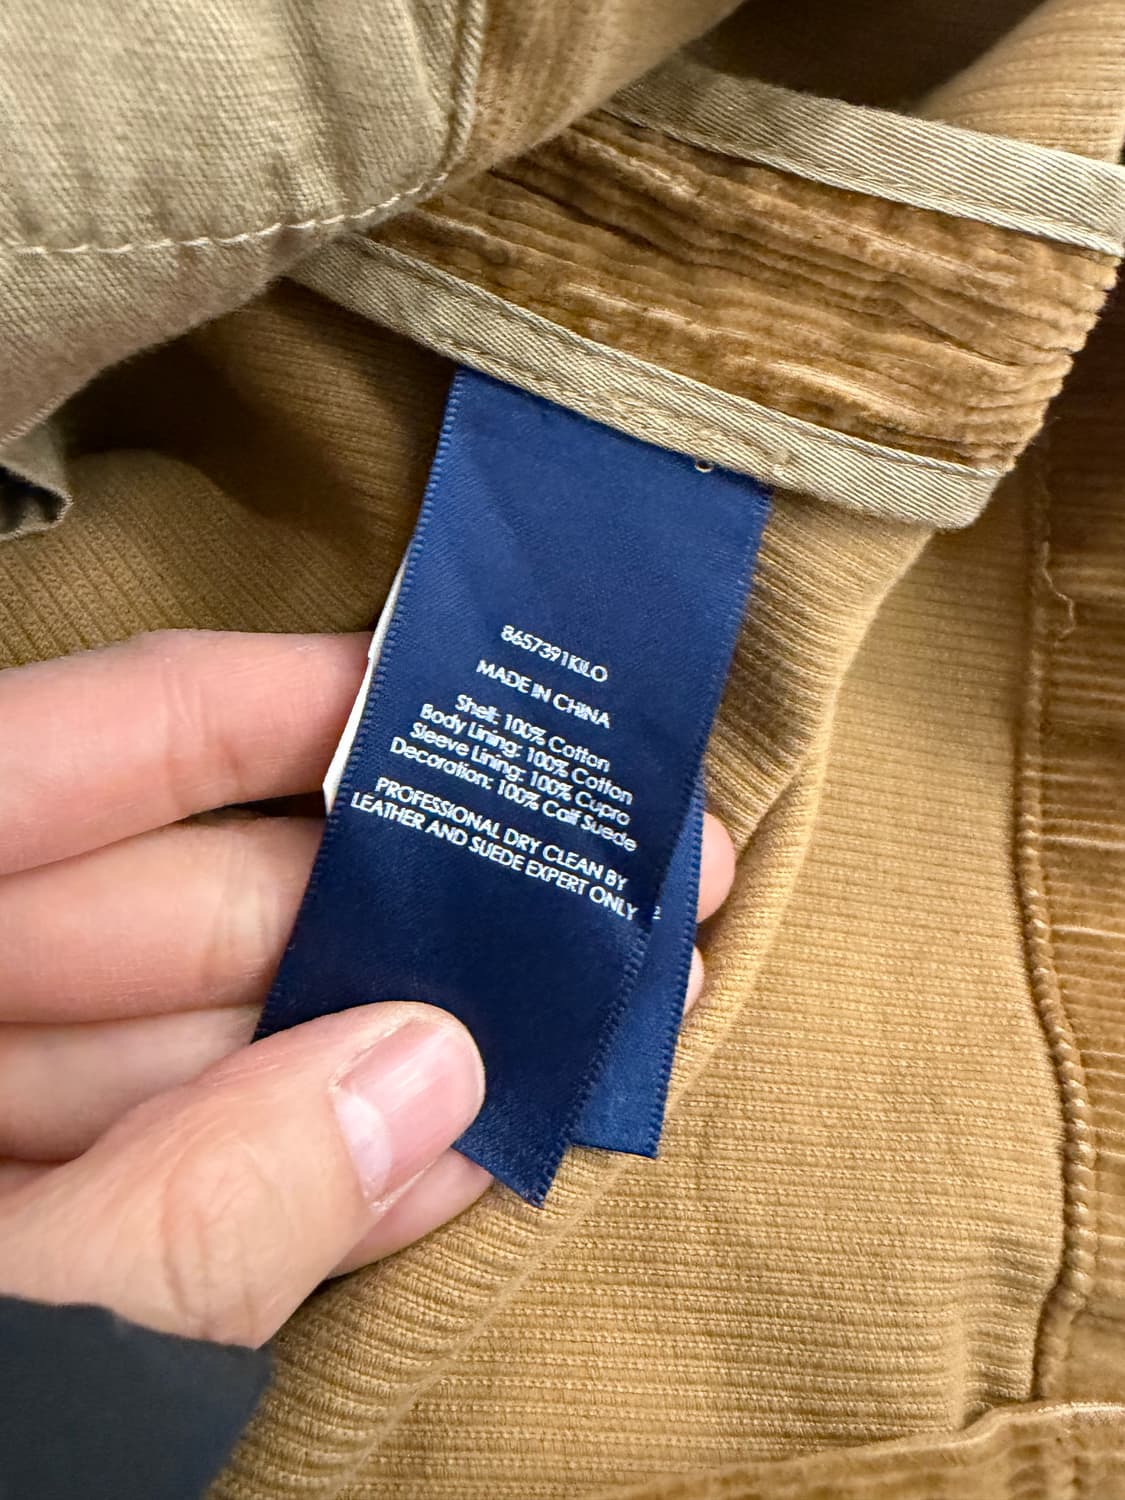 8657391KILO
MADE IN CHINA
Shell: 100% Cotton
Body Lining: 100% Cotton
Sleeve Lining: 100% Cupro
Decoration: 100% Calf Suede
PROFESSIONAL DRY CLEAN BY
LEATHER AND SUEDE EXPERT ONLY